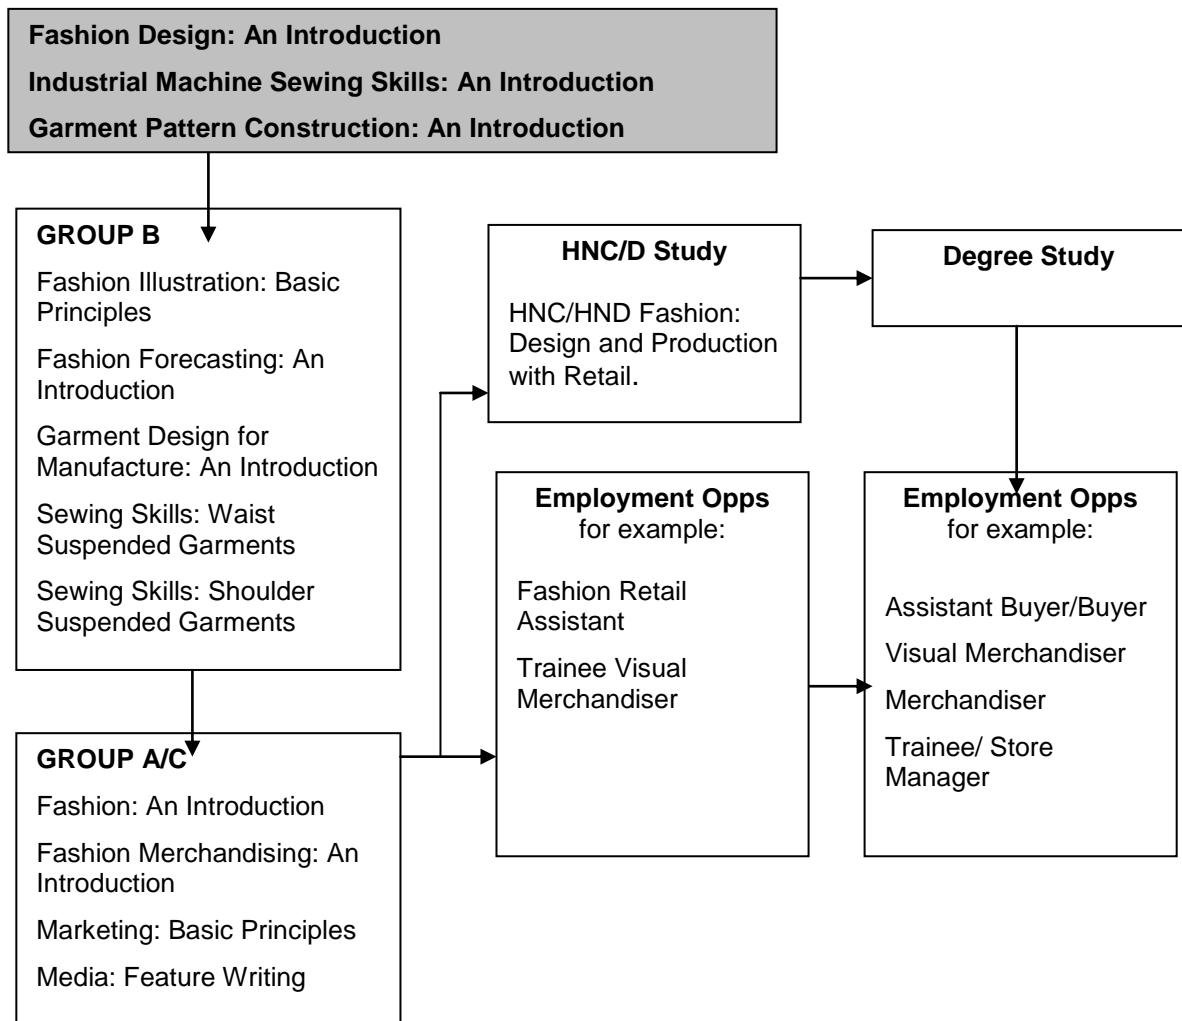 Fashion Design: An Introduction
Industrial Machine Sewing Skills: An Introduction
Garment Pattern Construction: An Introduction
GROUP B
Fashion Illustration: Basic
Principles
Fashion Forecasting: An
Introduction
Garment Design for
Manufacture: An Introduction
Sewing Skills: Waist
Suspended Garments
Sewing Skills: Shoulder
Suspended Garments
GROUP A/C
Fashion: An Introduction
Fashion Merchandising: An
Introduction
Marketing: Basic Principles
Media: Feature Writing
HNC/D Study
HNC/HND Fashion:
Design and Production
with Retail.
Degree Study
Employment Opps
for example:
Fashion Retail
Assistant
Trainee Visual
Merchandiser
Employment Opps
for example:
Assistant Buyer/Buyer
Visual Merchandiser
Merchandiser
Trainee/ Store
Manager